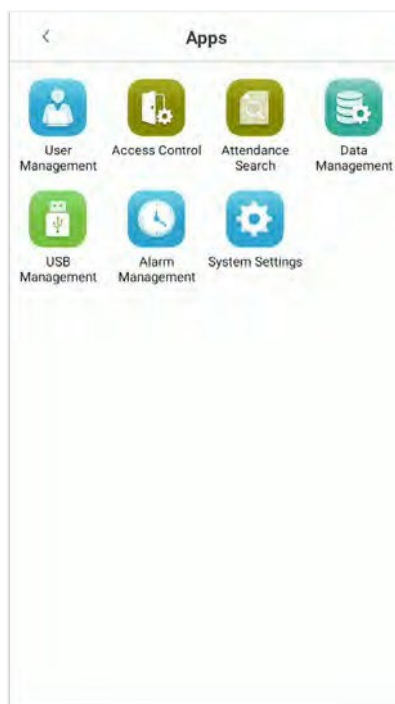 Apps
User
Management
Access Control
Attendance
Search
Data
Management
USB
Management
Alarm
Management
System Settings